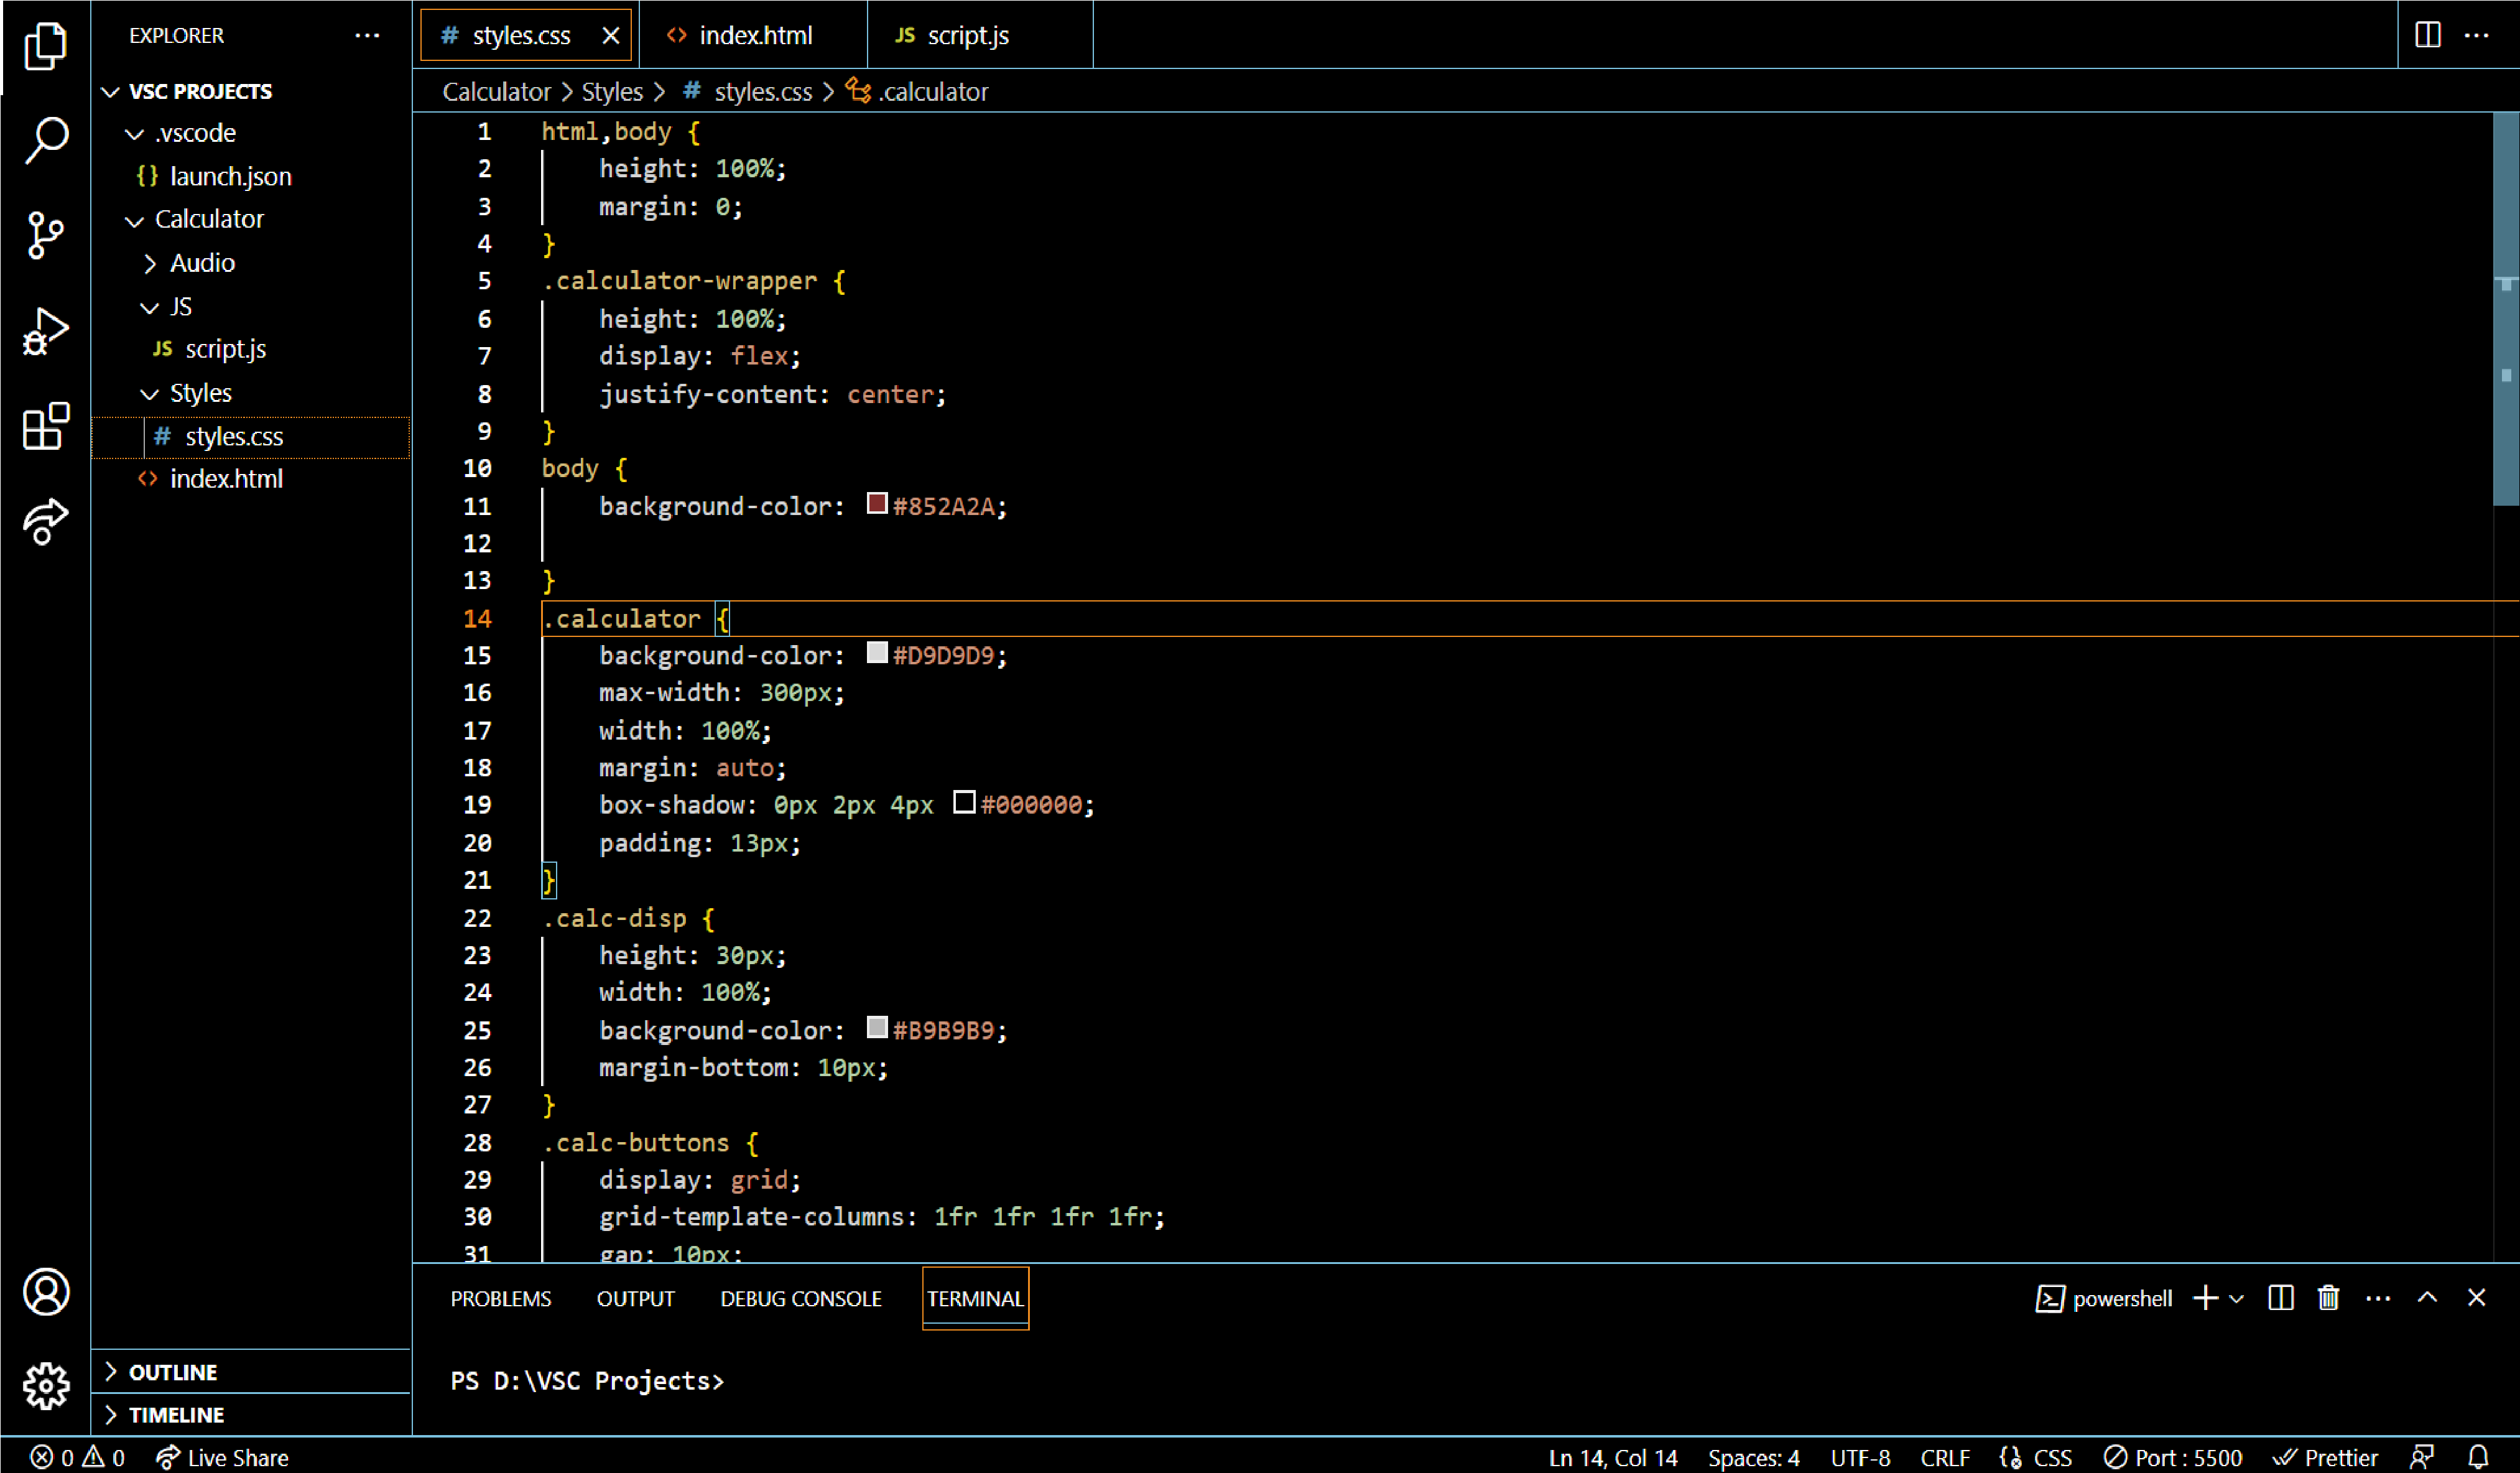 EXPLORER
VSC PROJECTS
.vscode
{} launch.json
Calculator
Audio
JS
JS script.js
Styles
# styles.css
<> index.html
OUTLINE
TIMELINE
# styles.css
<> index.html
JS script.js
Calculator > Styles > # styles.css > .calculator
1 html,body {
2     height: 100%;
3     margin: 0;
4 }
5 .calculator-wrapper {
6     height: 100%;
7     display: flex;
8     justify-content: center;
9 }
10 body {
11     background-color: #852A2A;
12
13 }
14 .calculator {
15     background-color: #D9D9D9;
16     max-width: 300px;
17     width: 100%;
18     margin: auto;
19     box-shadow: 0px 2px 4px #000000;
20     padding: 13px;
21 }
22 .calc-disp {
23     height: 30px;
24     width: 100%;
25     background-color: #B9B9B9;
26     margin-bottom: 10px;
27 }
28 .calc-buttons {
29     display: grid;
30     grid-template-columns: 1fr 1fr 1fr 1fr;
31     gap: 10px;
PROBLEMS OUTPUT DEBUG CONSOLE TERMINAL powershell
PS D:\VSC Projects>
0 0 Live Share Ln 14, Col 14 Spaces: 4 UTF-8 CRLF {} CSS Port : 5500 Prettier